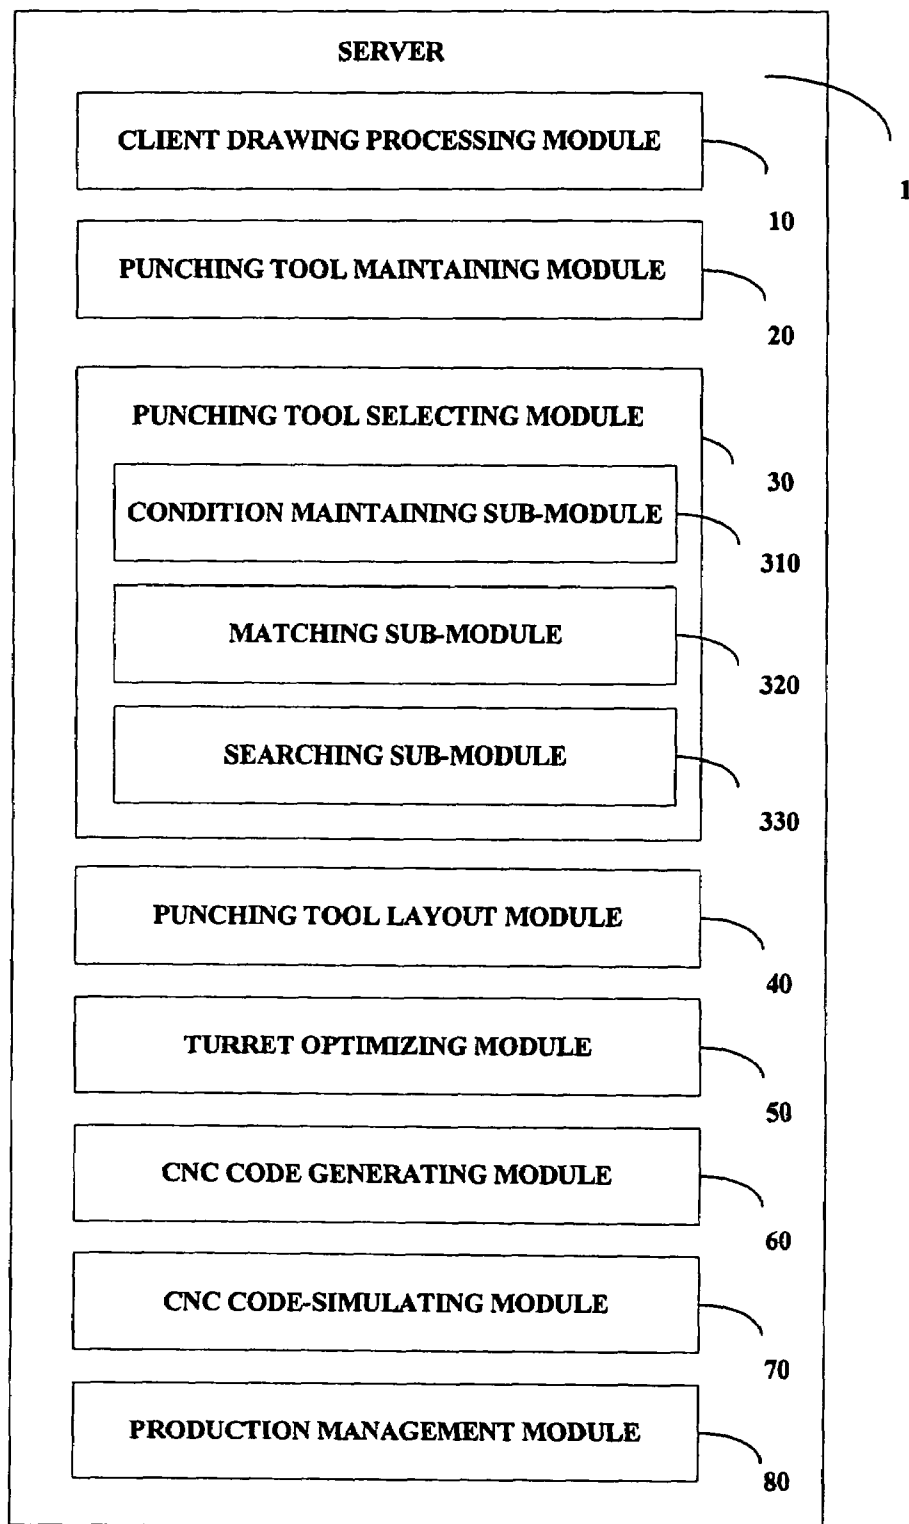 SERVER
CLIENT DRAWING PROCESSING MODULE
1
10
PUNCHING TOOL MAINTAINING MODULE
20
PUNCHING TOOL SELECTING MODULE
30
CONDITION MAINTAINING SUB-MODULE
310
MATCHING SUB-MODULE
320
SEARCHING SUB-MODULE
330
PUNCHING TOOL LAYOUT MODULE
40
TURRET OPTIMIZING MODULE
50
CNC CODE GENERATING MODULE
60
CNC CODE-SIMULATING MODULE
70
PRODUCTION MANAGEMENT MODULE
80